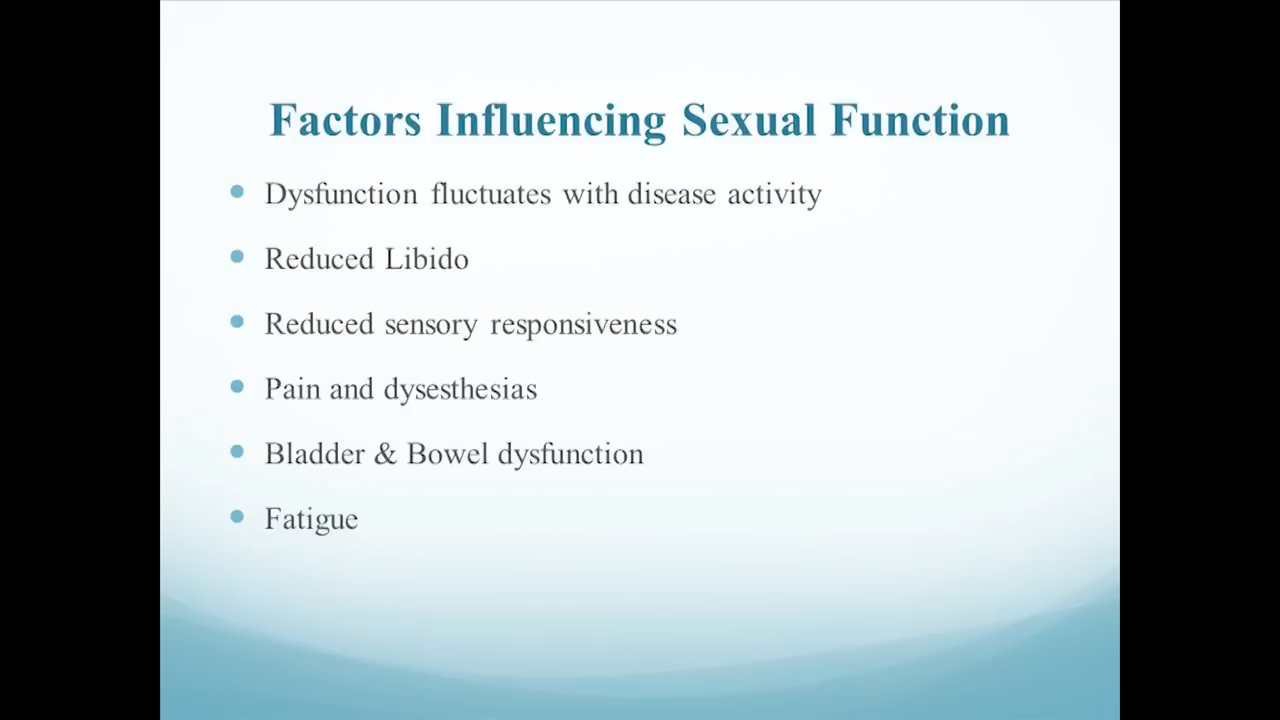 Factors Influencing Sexual Function
Dysfunction fluctuates with disease activity
Reduced Libido
Reduced sensory responsiveness
Pain and dysesthesias
Bladder & Bowel dysfunction
Fatigue